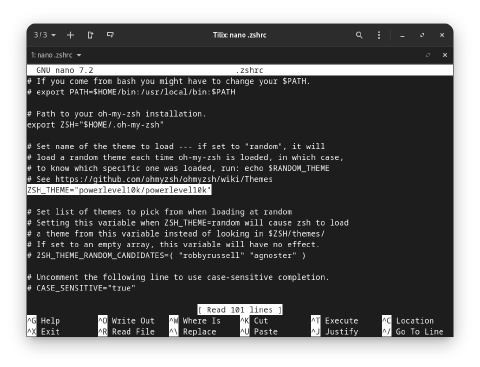 3/3
Tilix: nano .zshrc
1: nano .zshrc
GNU nano 7.2 .zshrc
# If you come from bash you might have to change your $PATH.
# export PATH=$HOME/bin:/usr/local/bin:$PATH
# Path to your oh-my-zsh installation.
export ZSH="$HOME/.oh-my-zsh"
# Set name of the theme to load --- if set to "random", it will
# load a random theme each time oh-my-zsh is loaded, in which case,
# to know which specific one was loaded, run: echo $RANDOM_THEME
# See https://github.com/ohmyzsh/ohmyzsh/wiki/Themes
ZSH_THEME="powerlevel10k/powerlevel10k"
# Set list of themes to pick from when loading at random
# Setting this variable when ZSH_THEME=random will cause zsh to load
# a theme from this variable instead of looking in $ZSH/themes/
# If set to an empty array, this variable will have no effect.
# ZSH_THEME_RANDOM_CANDIDATES=( "robbyrussell" "agnoster" )
# Uncomment the following line to use case-sensitive completion.
# CASE_SENSITIVE="true"
[ Read 101 lines ]
^G Help ^O Write Out ^W Where Is ^K Cut ^T Execute ^C Location
^X Exit ^R Read File ^\ Replace ^U Paste ^J Justify ^/ Go To Line